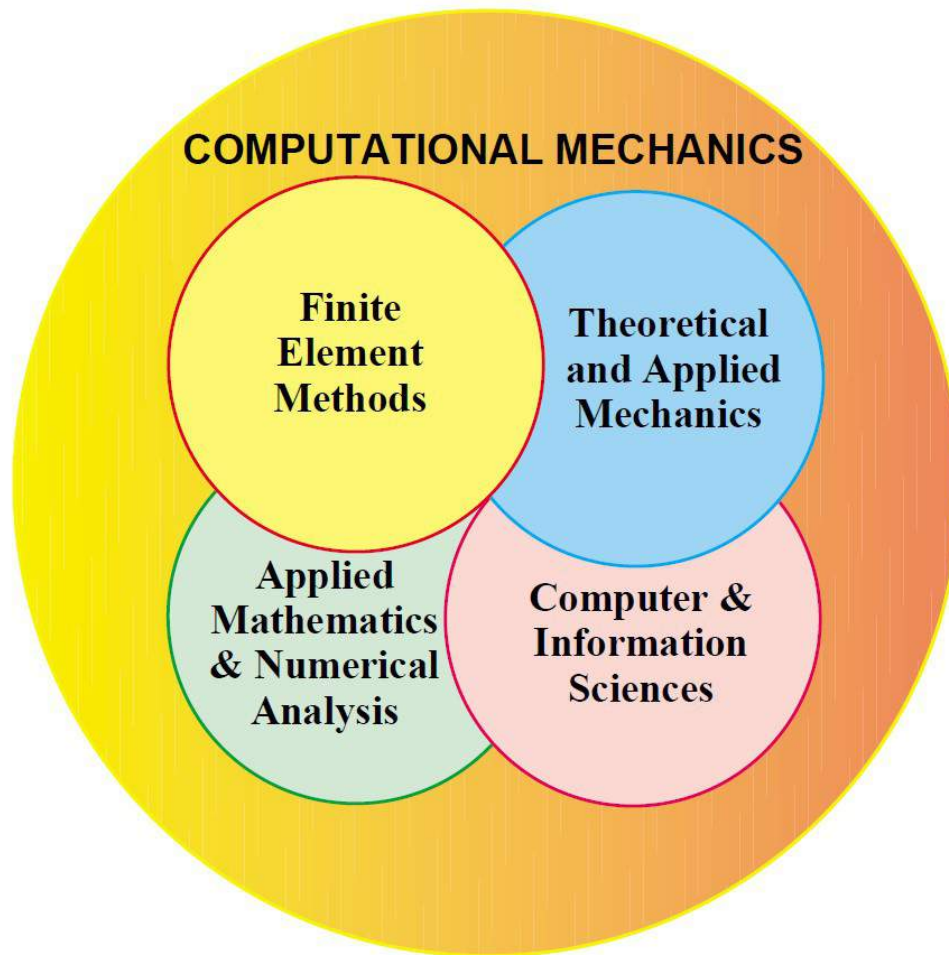 COMPUTATIONAL MECHANICS
Finite
Element
Methods
Theoretical
and Applied
Mechanics
Applied
Mathematics
& Numerical
Analysis
Computer &
Information
Sciences